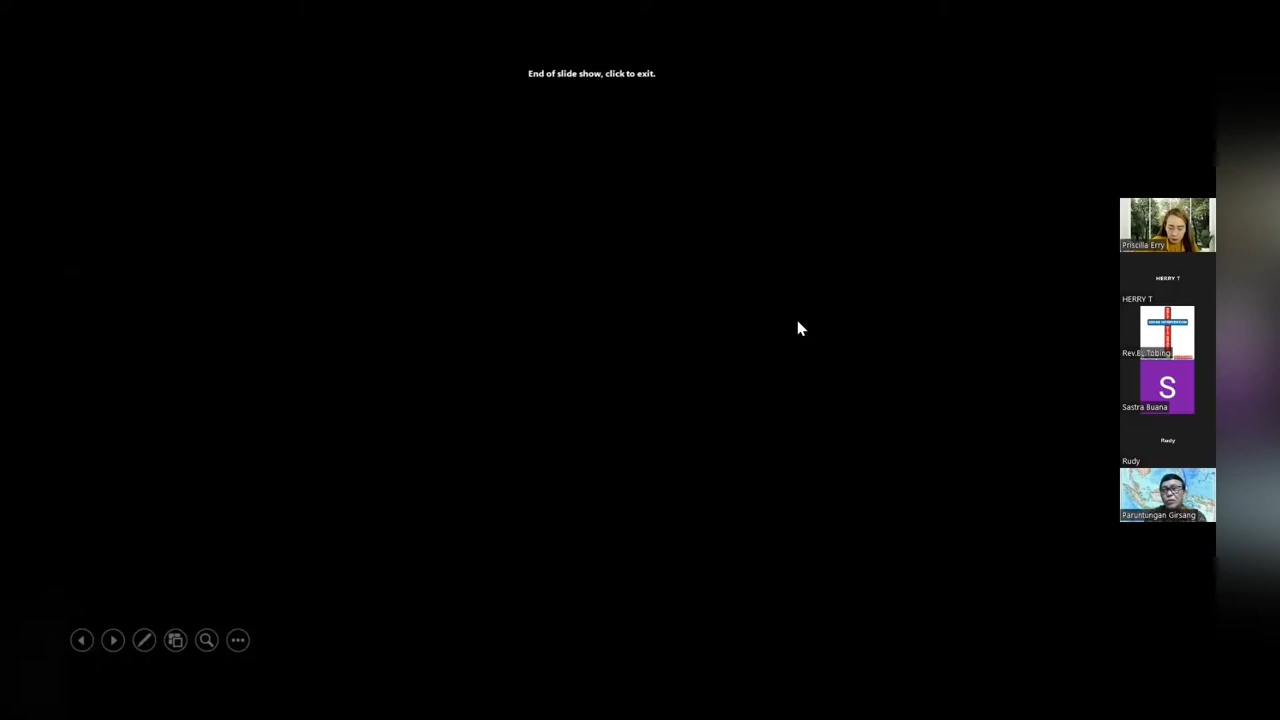 End of slide show, click to exit.
Priscilla Erry
HERRY T
HERRY T
Rev.B.Tobing
S
Sastra Buana
Rudy
Rudy
Paruntungan Girsang